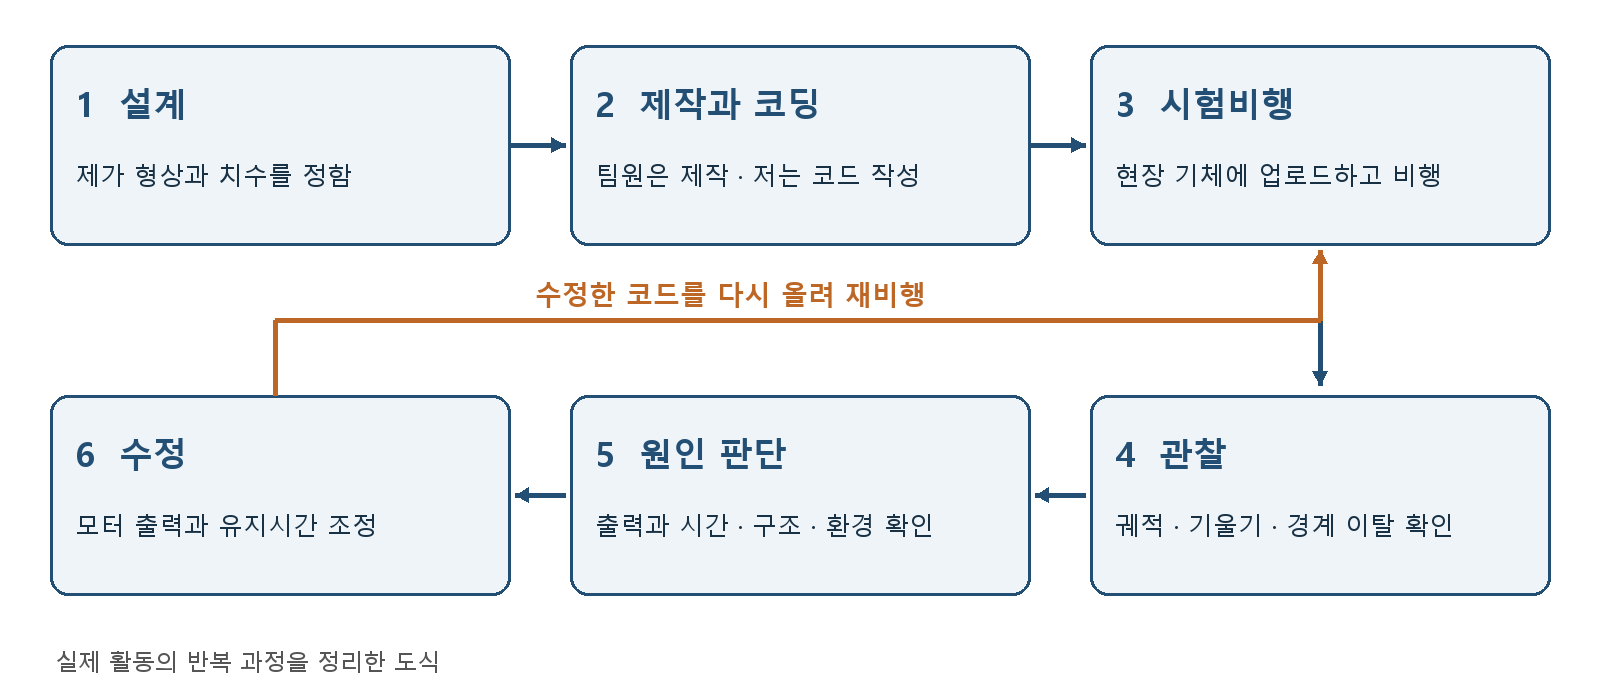 1 설계
제가 형상과 치수를 정함
2 제작과 코딩
팀원은 제작 · 저는 코드 작성
3 시험비행
현장 기체에 업로드하고 비행
수정한 코드를 다시 올려 재비행
4 관찰
궤적 · 기울기 · 경계 이탈 확인
5 원인 판단
출력과 시간 · 구조 · 환경 확인
6 수정
모터 출력과 유지시간 조정
실제 활동의 반복 과정을 정리한 도식